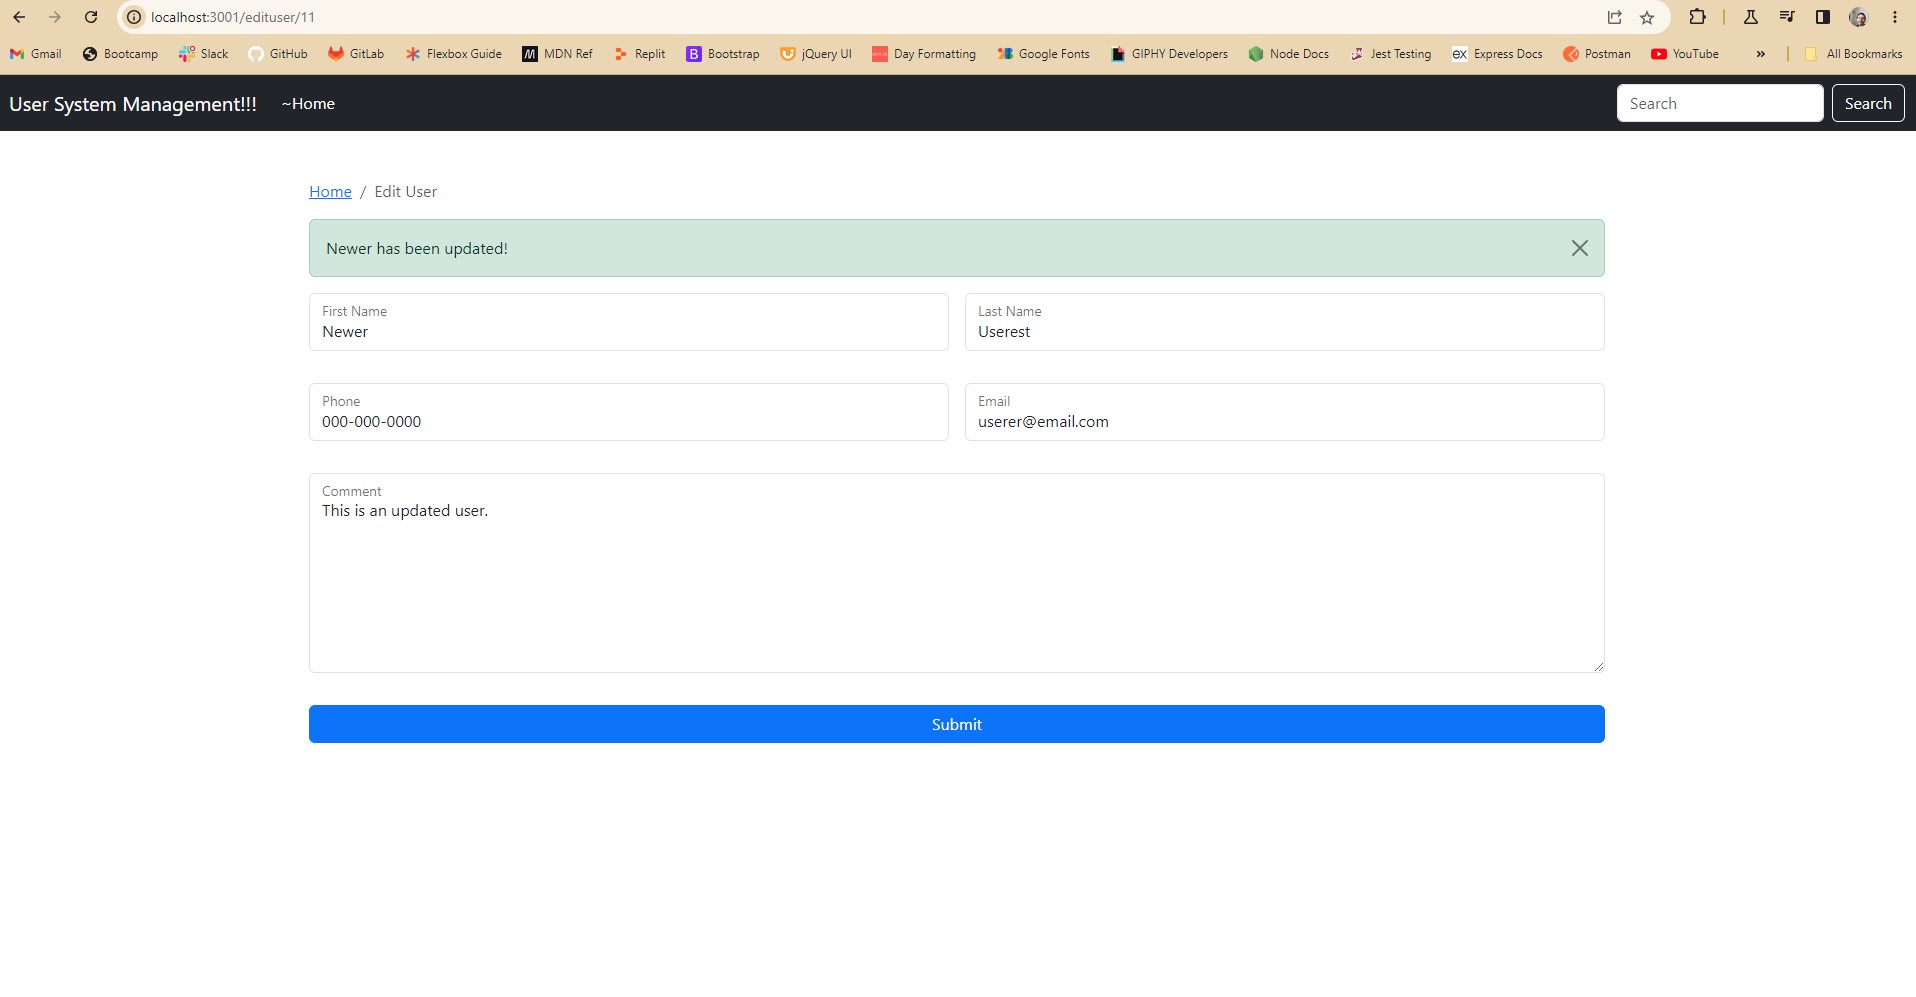 localhost:3001/edituser/11
Gmail Bootcamp Slack GitHub GitLab Flexbox Guide MDN Ref Replit Bootstrap jQuery UI Day Formatting Google Fonts GIPHY Developers Node Docs Jest Testing Express Docs Postman YouTube » All Bookmarks
User System Management!!! ~Home Search Search
Home / Edit User
Newer has been updated!
First Name Last Name
Newer Userest
Phone Email
000-000-0000 userer@email.com
Comment
This is an updated user.
Submit